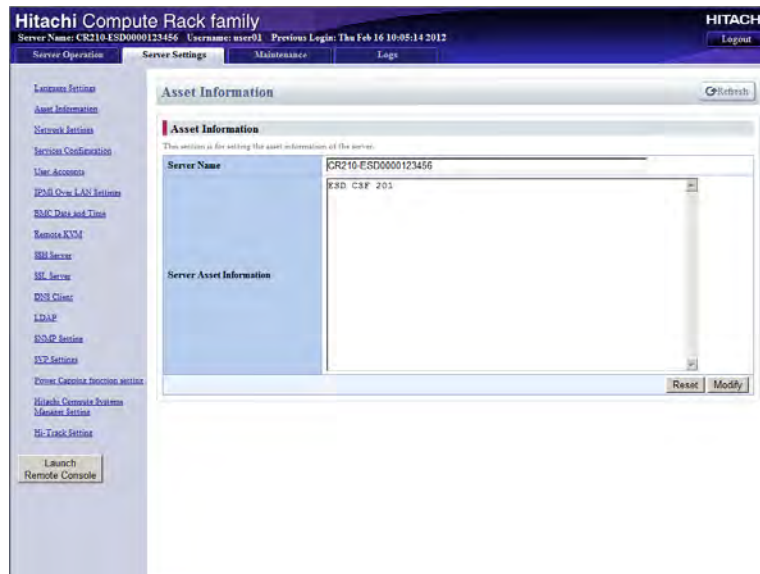 Hitachi Compute Rack family
HITACH
Server Name: CR210-ESD0000123456 Username: user01 Previous Login: Thu Feb 16 10:05:14 2012
Logout
Server Operation
Server Settings
Maintenance
Logs
Language Settings
Asset Information
Network Settings
Services Configuration
User Accounts
IPMI Over LAN Settings
BMC Date and Time
Remote KVM
SSH Server
SSL Server
DNS Client
LDAP
SNMP Setting
SVP Settings
Power Capping function setting
Hitachi Compute Systems
Manager Setting
Hi-Track Setting
Launch
Remote Console
Asset Information
Refresh
Asset Information
This section is for setting the asset information of the server.
Server Name
CR210-ESD0000123456
Server Asset Information
ESD CSF 201
Reset
Modify